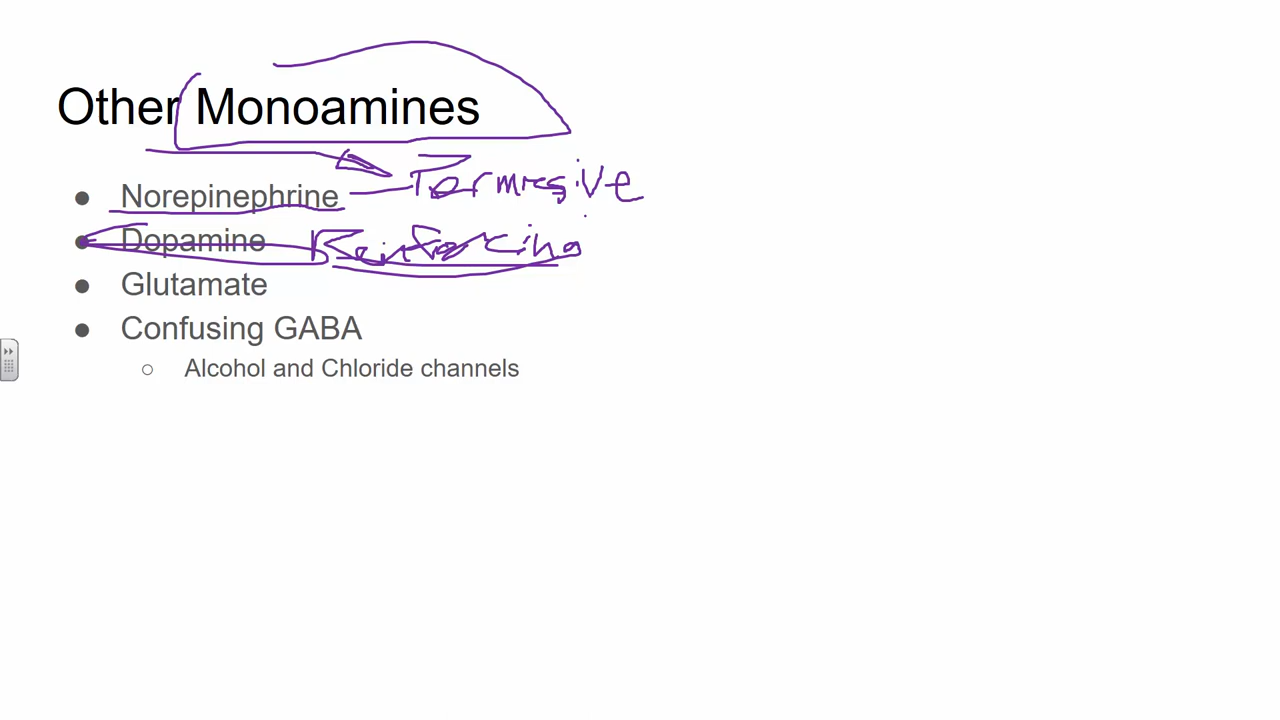 Other Monoamines
● Norepinephrine Permissive
● Dopamine Reinforcing
● Glutamate
● Confusing GABA
○ Alcohol and Chloride channels